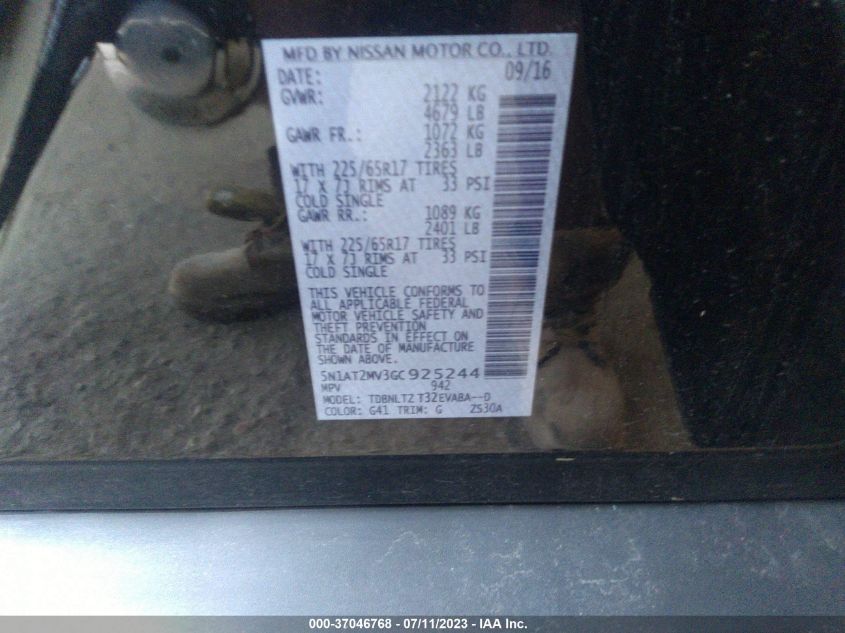 MFD BY NISSAN MOTOR CO., LTD.
DATE: 09/16
GVWR: 2122 KG
4679 LB
GAWR FR.: 1072 KG
2363 LB
WITH 225/65R17 TIRES
17 X 7J RIMS AT 33 PSI
COLD SINGLE
GAWR RR.: 1089 KG
2401 LB
WITH 225/65R17 TIRES
17 X 7J RIMS AT 33 PSI
COLD SINGLE
THIS VEHICLE CONFORMS TO
ALL APPLICABLE FEDERAL
MOTOR VEHICLE SAFETY AND
THEFT PREVENTION
STANDARDS IN EFFECT ON
THE DATE OF MANUFACTURE
SHOWN ABOVE.
5N1AT2MV3GC925244
MPV 942
MODEL: TDBNLTZ T32EVABA--D
COLOR: G41 TRIM: G ZS30A
000-37046768 - 07/11/2023 - IAA Inc.